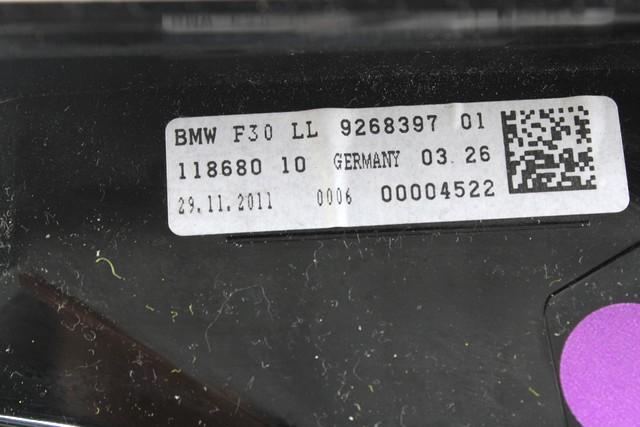 BMW F30 LL 9268397 01
118680 10 GERMANY 03 26
29.11.2011 0006 00004522